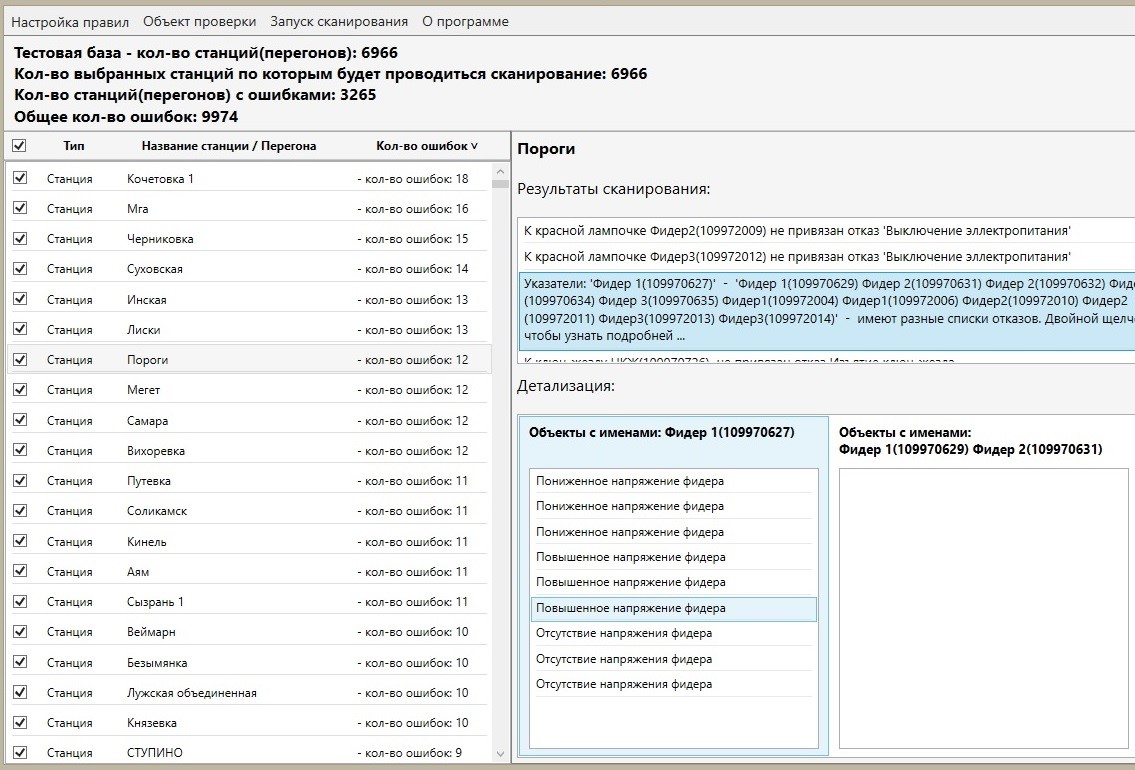 Настройка правил Объект проверки Запуск сканирования О программе
Тестовая база - кол-во станций(перегонов): 6966
Кол-во выбранных станций по которым будет проводиться сканирование: 6966
Кол-во станций(перегонов) с ошибками: 3265
Общее кол-во ошибок: 9974
Тип Название станции / Перегона Кол-во ошибок ˅
Станция Кочетовка 1 - кол-во ошибок: 18
Станция Мга - кол-во ошибок: 16
Станция Черниковка - кол-во ошибок: 15
Станция Суховская - кол-во ошибок: 14
Станция Инская - кол-во ошибок: 13
Станция Лиски - кол-во ошибок: 13
Станция Пороги - кол-во ошибок: 12
Станция Мегет - кол-во ошибок: 12
Станция Самара - кол-во ошибок: 12
Станция Вихоревка - кол-во ошибок: 12
Станция Путевка - кол-во ошибок: 11
Станция Соликамск - кол-во ошибок: 11
Станция Кинель - кол-во ошибок: 11
Станция Аям - кол-во ошибок: 11
Станция Сызрань 1 - кол-во ошибок: 11
Станция Веймарн - кол-во ошибок: 10
Станция Безымянка - кол-во ошибок: 10
Станция Лужская объединенная - кол-во ошибок: 10
Станция Князевка - кол-во ошибок: 10
Станция СТУПИНО - кол-во ошибок: 9
Пороги
Результаты сканирования:
К красной лампочке Фидер2(109972009) не привязан отказ 'Выключение эллектропитания'
К красной лампочке Фидер3(109972012) не привязан отказ 'Выключение эллектропитания'
Указатели: 'Фидер 1(109970627)' - 'Фидер 1(109970629) Фидер 2(109970631) Фидер 2(109970632) Фиде
(109970634) Фидер 3(109970635) Фидер1(109972004) Фидер1(109972006) Фидер2(109972010) Фидер2
(109972011) Фидер3(109972013) Фидер3(109972014)' - имеют разные списки отказов. Двойной щелч
чтобы узнать подробней ...
К ключ-жезлу ЦКЖ(109970736) не привязан отказ Изъятие ключ-жезла
Детализация:
Объекты с именами: Фидер 1(109970627)
Пониженное напряжение фидера
Пониженное напряжение фидера
Пониженное напряжение фидера
Повышенное напряжение фидера
Повышенное напряжение фидера
Повышенное напряжение фидера
Отсутствие напряжения фидера
Отсутствие напряжения фидера
Отсутствие напряжения фидера
Объекты с именами:
Фидер 1(109970629) Фидер 2(109970631)